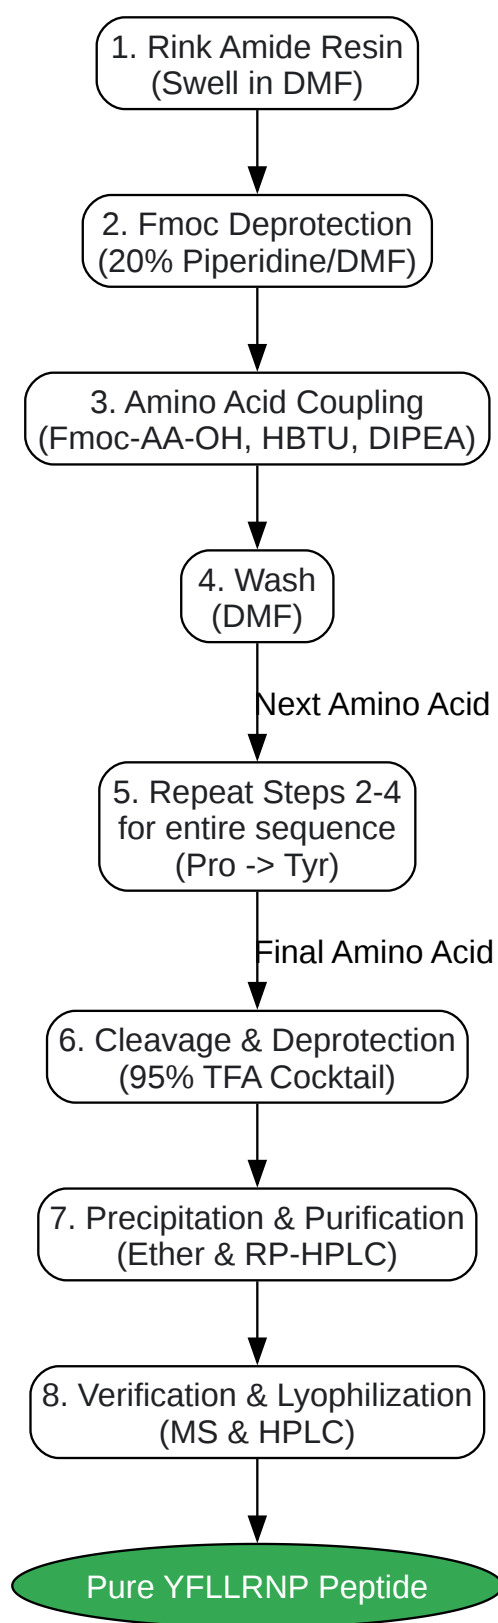 1. Rink Amide Resin
(Swell in DMF)
2. Fmoc Deprotection
(20% Piperidine/DMF)
3. Amino Acid Coupling
(Fmoc-AA-OH, HBTU, DIPEA)
4. Wash
(DMF)
Next Amino Acid
5. Repeat Steps 2-4
for entire sequence
(Pro -> Tyr)
Final Amino Acid
6. Cleavage & Deprotection
(95% TFA Cocktail)
7. Precipitation & Purification
(Ether & RP-HPLC)
8. Verification & Lyophilization
(MS & HPLC)
Pure YFLLRNP Peptide